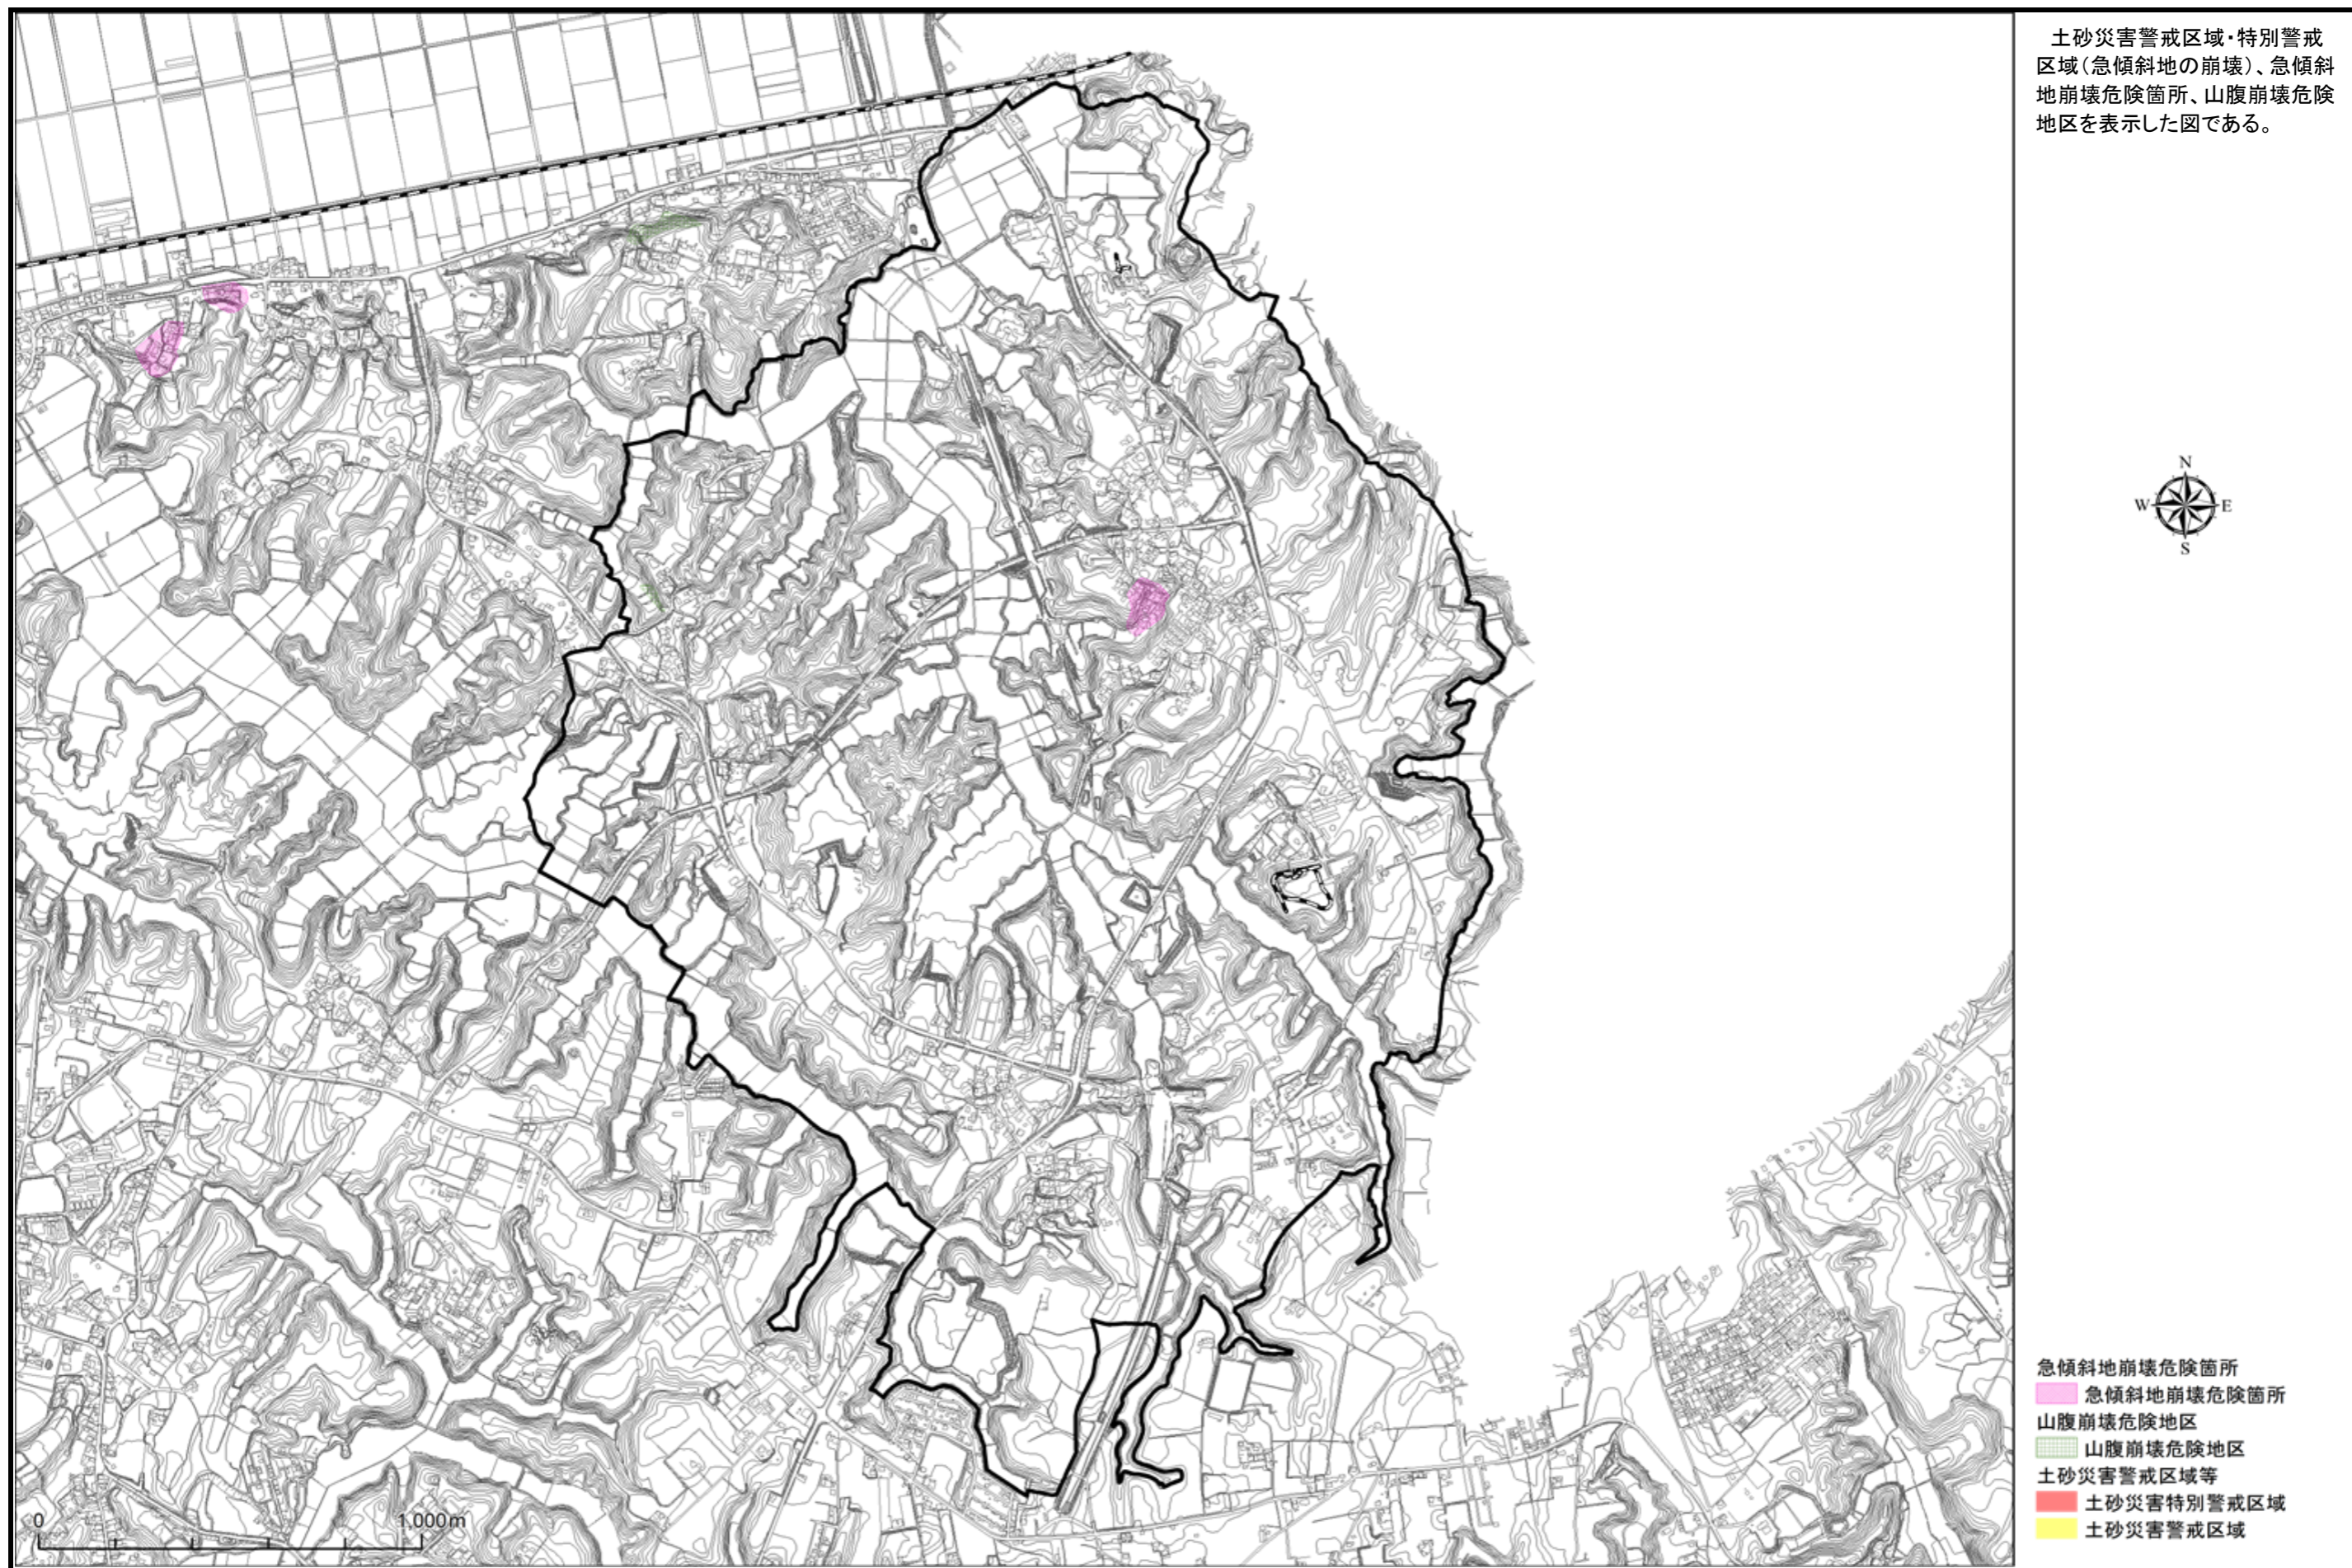 土砂災害警戒区域・特別警戒
区域（急傾斜地の崩壊）、急傾斜
地崩壊危険箇所、山腹崩壊危険
地区を表示した図である。
N
W E
S
急傾斜地崩壊危険箇所
急傾斜地崩壊危険箇所
山腹崩壊危険地区
山腹崩壊危険地区
土砂災害警戒区域等
土砂災害特別警戒区域
土砂災害警戒区域
0 1,000m